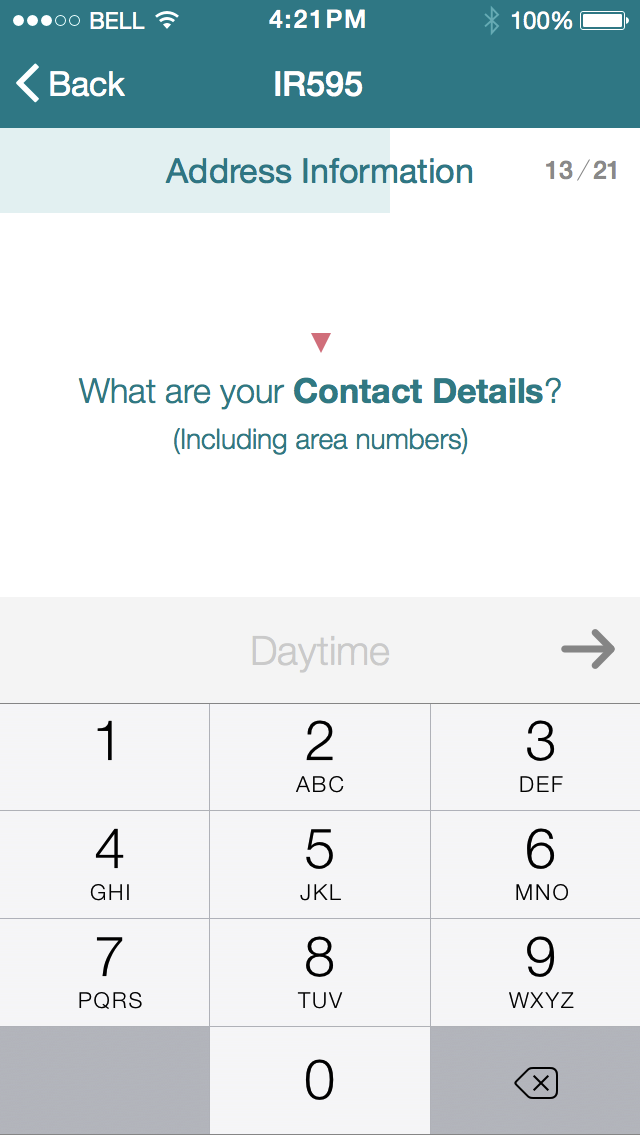 BELL 4:21PM 100%
Back IR595
Address Information 13/21
What are your Contact Details?
(Including area numbers)
Daytime
1 2 3
ABC DEF
4 5 6
GHI JKL MNO
7 8 9
PQRS TUV WXYZ
0